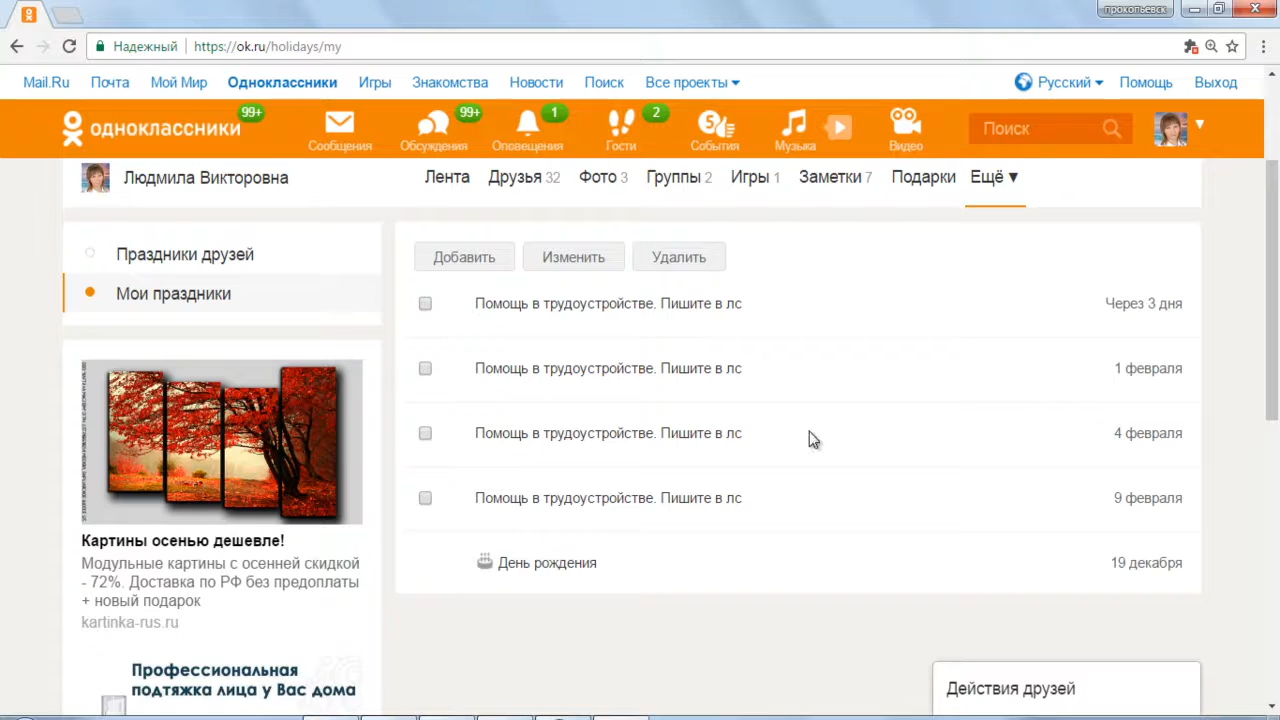 прокопьевск
Надежный https://ok.ru/holidays/my
Mail.Ru Почта Мой Мир Одноклассники Игры Знакомства Новости Поиск Все проекты Русский Помощь Выход
одноклассники 99+ Сообщения 99+ Обсуждения 1 Оповещения 2 Гости 5 События Музыка Видео Поиск
Людмила Викторовна Лента Друзья 32 Фото 3 Группы 2 Игры 1 Заметки 7 Подарки Ещё
Праздники друзей
Мои праздники
Добавить Изменить Удалить
Помощь в трудоустройстве. Пишите в лс Через 3 дня
Помощь в трудоустройстве. Пишите в лс 1 февраля
Помощь в трудоустройстве. Пишите в лс 4 февраля
Помощь в трудоустройстве. Пишите в лс 9 февраля
День рождения 19 декабря
Картины осенью дешевле!
Модульные картины с осенней скидкой
- 72%. Доставка по РФ без предоплаты
+ новый подарок
kartinka-rus.ru
Профессиональная
подтяжка лица у Вас дома
Действия друзей